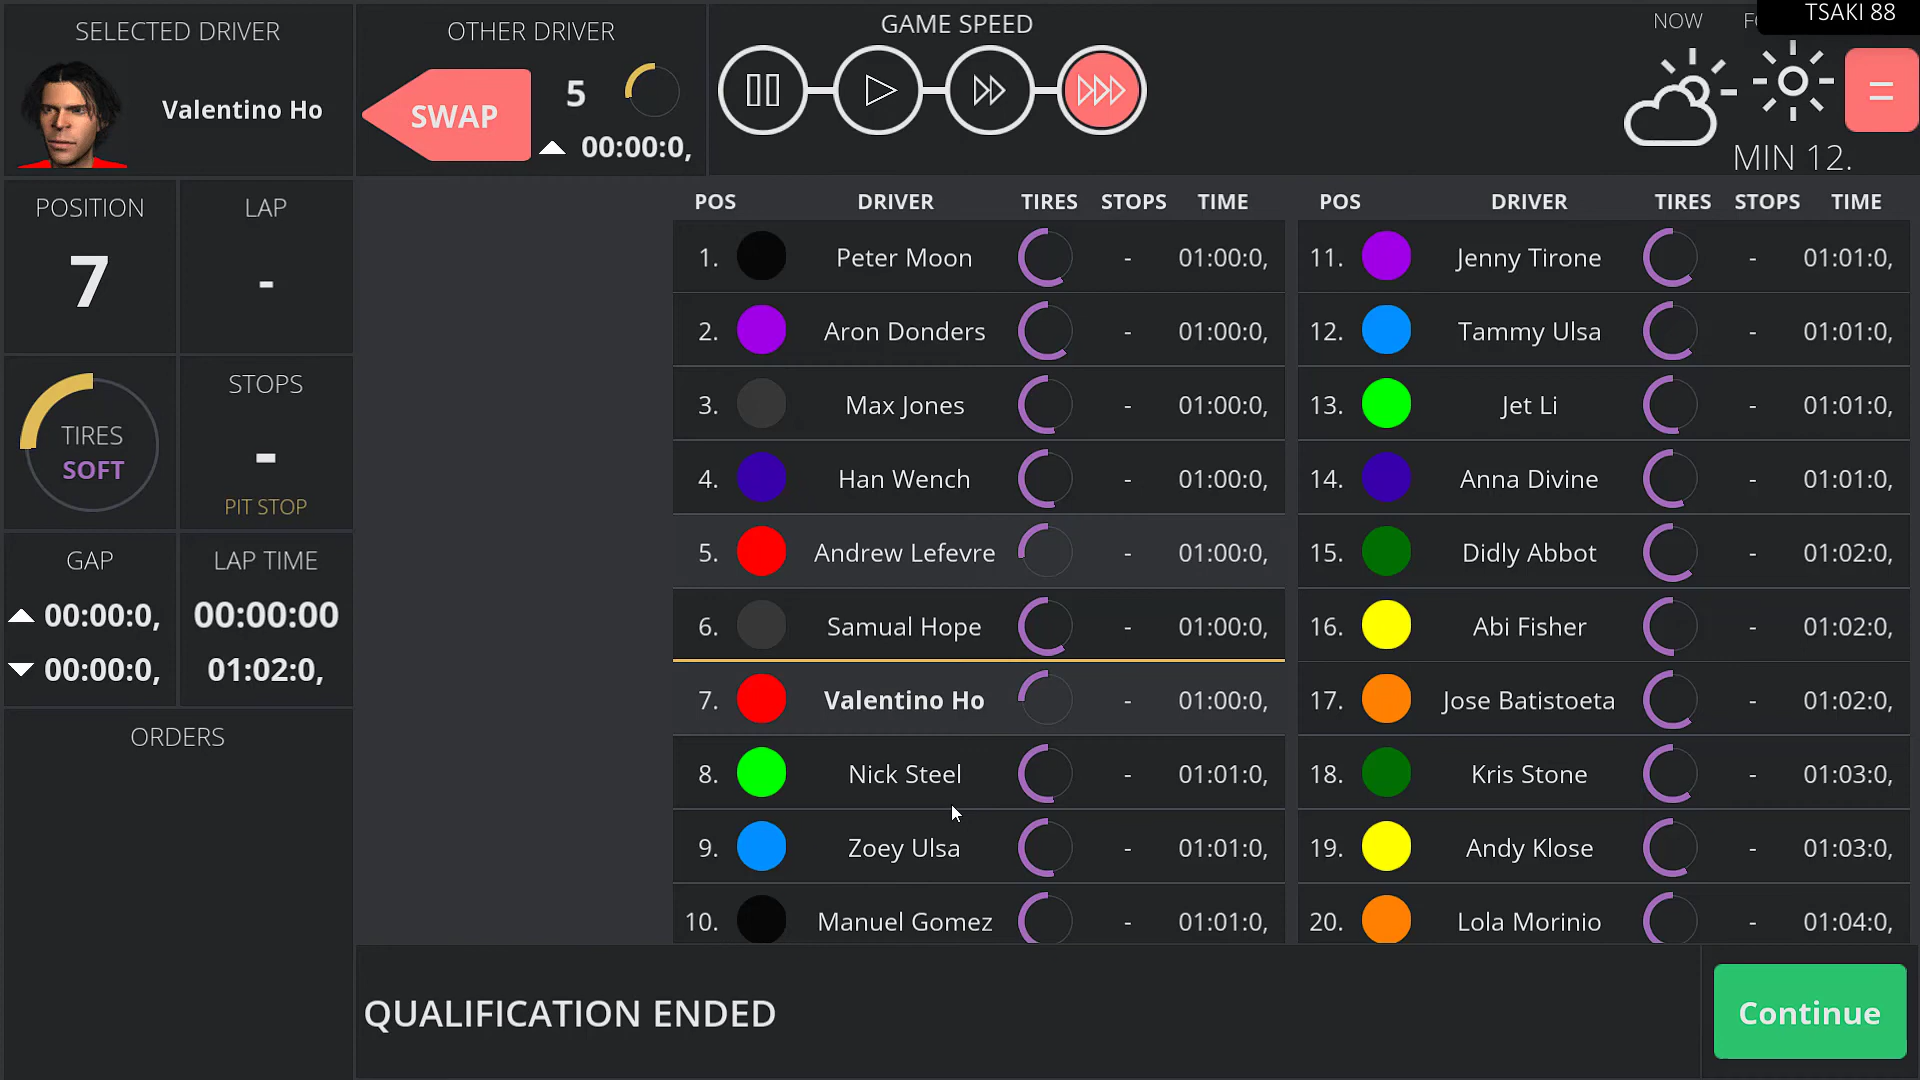 SELECTED DRIVER
Valentino Ho
OTHER DRIVER
SWAP
5
00:00:0,
GAME SPEED
NOW
TSAKI 88
MIN 12.
POSITION
7
LAP
-
TIRES
SOFT
STOPS
-
PIT STOP
GAP
00:00:0,
00:00:0,
LAP TIME
00:00:00
01:02:0,
ORDERS
POS DRIVER TIRES STOPS TIME
1. Peter Moon - 01:00:0,
2. Aron Donders - 01:00:0,
3. Max Jones - 01:00:0,
4. Han Wench - 01:00:0,
5. Andrew Lefevre - 01:00:0,
6. Samual Hope - 01:00:0,
7. Valentino Ho - 01:00:0,
8. Nick Steel - 01:01:0,
9. Zoey Ulsa - 01:01:0,
10. Manuel Gomez - 01:01:0,
POS DRIVER TIRES STOPS TIME
11. Jenny Tirone - 01:01:0,
12. Tammy Ulsa - 01:01:0,
13. Jet Li - 01:01:0,
14. Anna Divine - 01:01:0,
15. Didly Abbot - 01:02:0,
16. Abi Fisher - 01:02:0,
17. Jose Batistoeta - 01:02:0,
18. Kris Stone - 01:03:0,
19. Andy Klose - 01:03:0,
20. Lola Morinio - 01:04:0,
QUALIFICATION ENDED
Continue